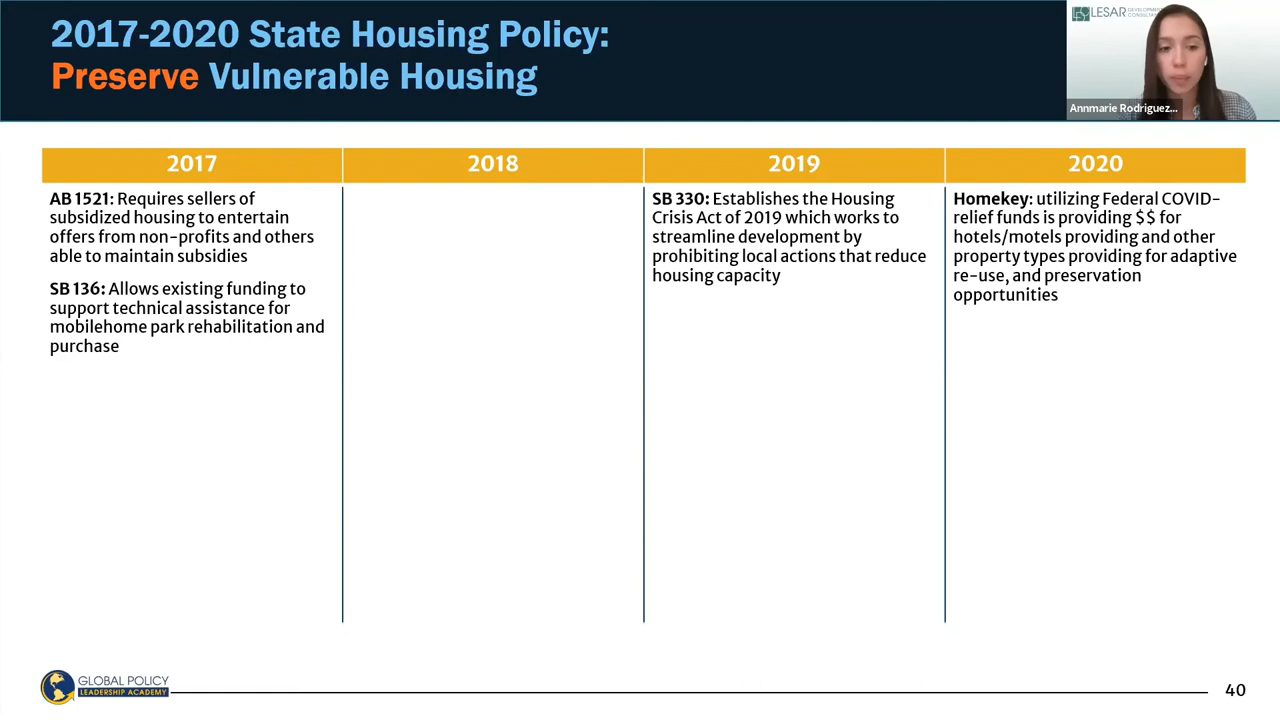 2017-2020 State Housing Policy:
Preserve Vulnerable Housing
LESAR DEVELOPMENT
Annmarie Rodriguez...
2017
2018
2019
2020
AB 1521: Requires sellers of
subsidized housing to entertain
offers from non-profits and others
able to maintain subsidies
SB 136: Allows existing funding to
support technical assistance for
mobilehome park rehabilitation and
purchase
SB 330: Establishes the Housing
Crisis Act of 2019 which works to
streamline development by
prohibiting local actions that reduce
housing capacity
Homekey: utilizing Federal COVID-
relief funds is providing $$ for
hotels/motels providing and other
property types providing for adaptive
re-use, and preservation
opportunities
GLOBAL POLICY
LEADERSHIP ACADEMY
40